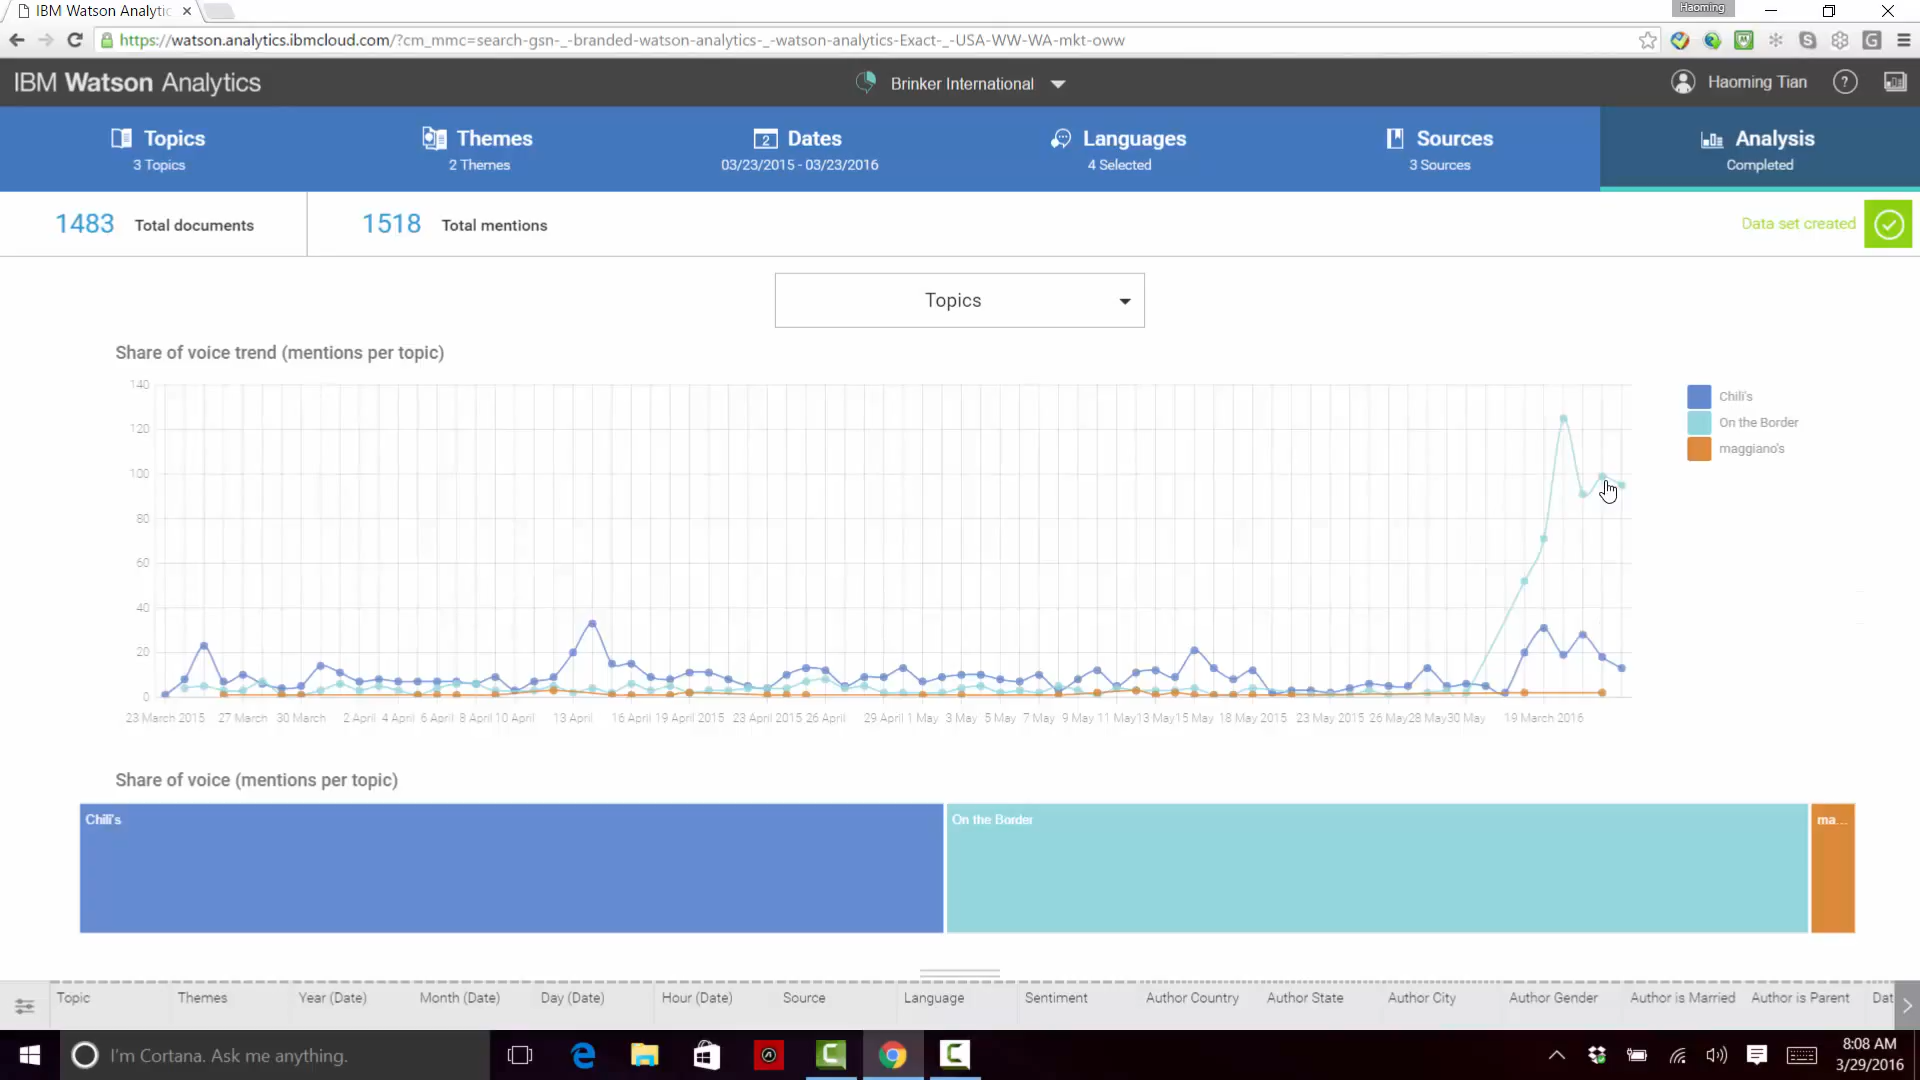 IBM Watson Analytic
Haoming
https://watson.analytics.ibmcloud.com/?cm_mmc=search-gsn-_-branded-watson-analytics-_-watson-analytics-Exact-_-USA-WW-WA-mkt-oww
IBM Watson Analytics
Brinker International
Haoming Tian
?
Topics
3 Topics
Themes
2 Themes
2
Dates
03/23/2015 - 03/23/2016
Languages
4 Selected
Sources
3 Sources
Analysis
Completed
1483 Total documents
1518 Total mentions
Data set created
Topics
Share of voice trend (mentions per topic)
140
120
100
80
60
40
20
0
23 March 2015 27 March 30 March 2 April 4 April 6 April 8 April 10 April 13 April 16 April 19 April 2015 23 April 2015 26 April 29 April 1 May 3 May 5 May 7 May 9 May 11 May 13 May 15 May 18 May 2015 23 May 2015 26 May 28 May 30 May 19 March 2016
Chili's
On the Border
maggiano's
Share of voice (mentions per topic)
Chili's
On the Border
ma...
Topic Themes Year (Date) Month (Date) Day (Date) Hour (Date) Source Language Sentiment Author Country Author State Author City Author Gender Author is Married Author is Parent Dat
I'm Cortana. Ask me anything.
8:08 AM
3/29/2016